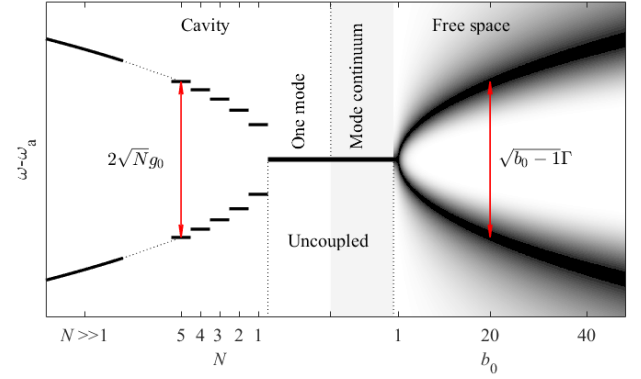 Cavity
Free space
One mode
Mode continuum
ω-ωₐ
2√N g₀
√b₀ − 1Γ
Uncoupled
N >>1 5 4 3 2 1 1 20 40
N b₀